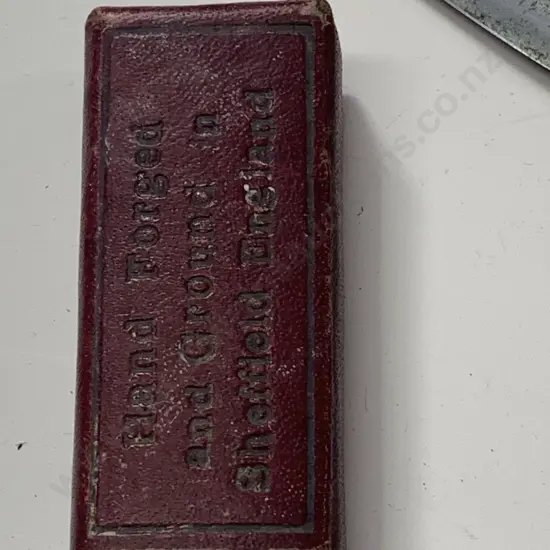 Hand Forged
and Ground in
Sheffield England